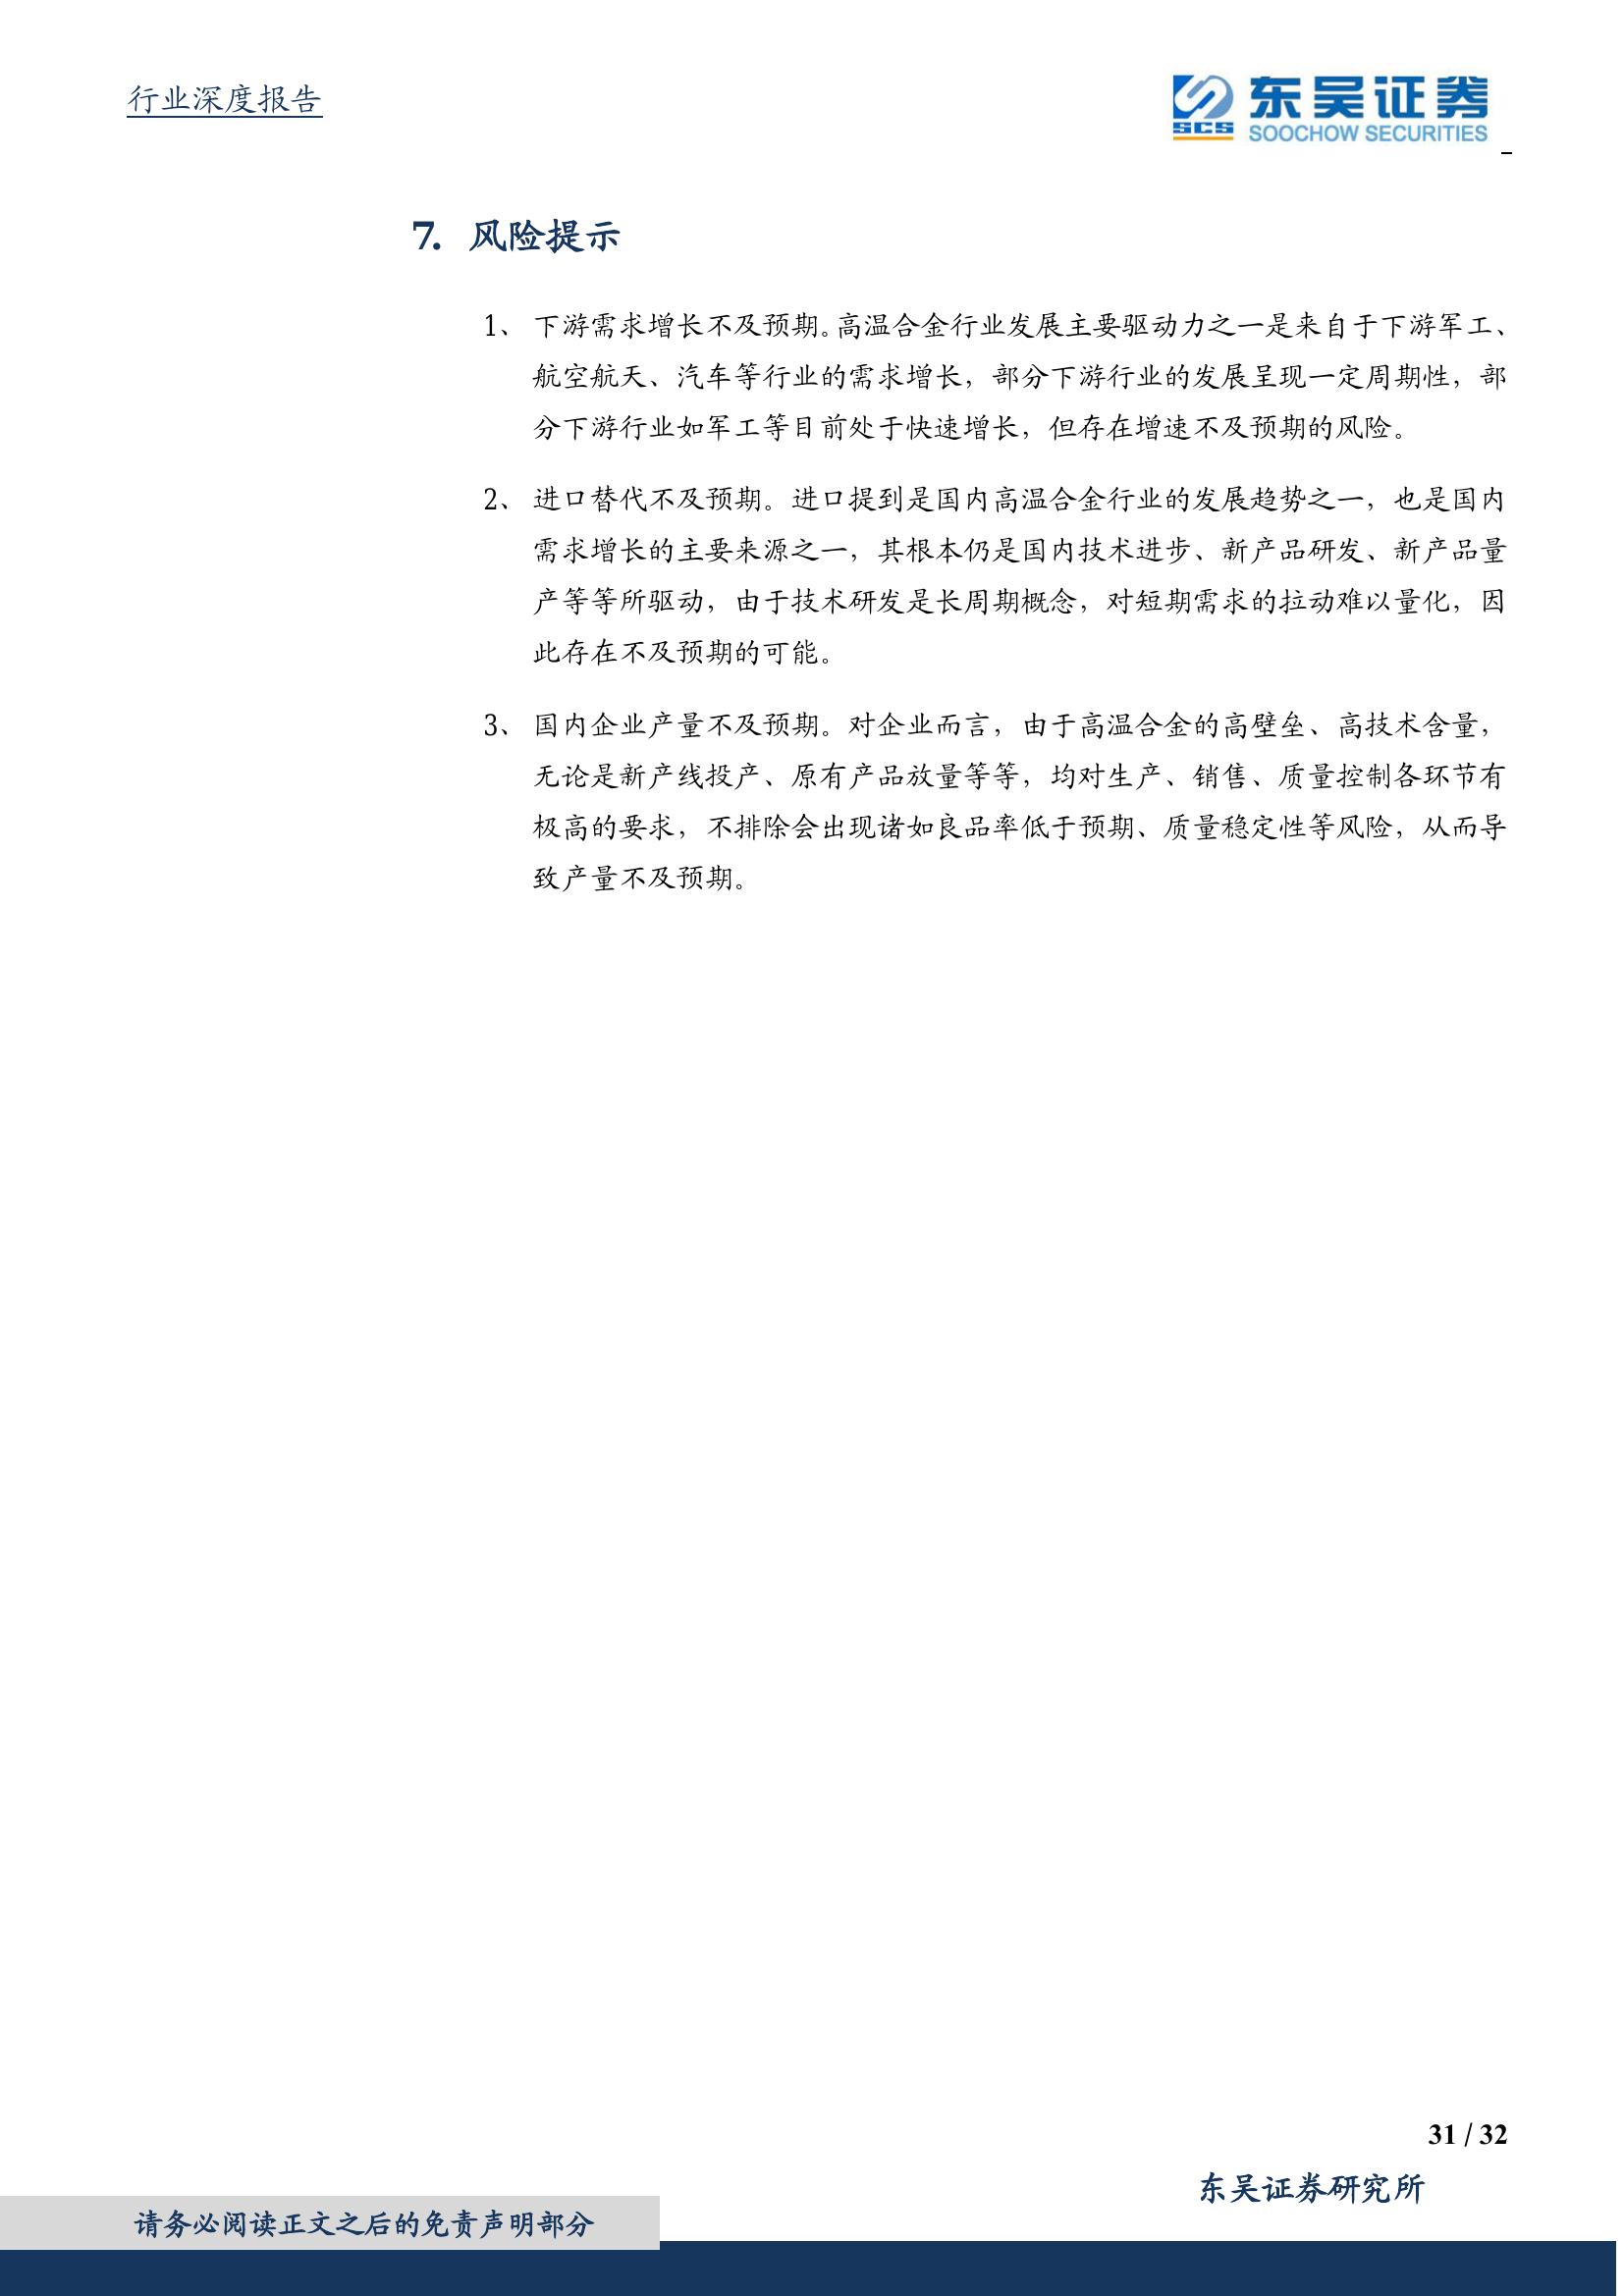 行业深度报告
SCS
东吴证券
SOOCHOW SECURITIES
7. 风险提示
1、 下游需求增长不及预期。高温合金行业发展主要驱动力之一是来自于下游军工、
航空航天、汽车等行业的需求增长，部分下游行业的发展呈现一定周期性，部
分下游行业如军工等目前处于快速增长，但存在增速不及预期的风险。
2、 进口替代不及预期。进口提到是国内高温合金行业的发展趋势之一，也是国内
需求增长的主要来源之一，其根本仍是国内技术进步、新产品研发、新产品量
产等等所驱动，由于技术研发是长周期概念，对短期需求的拉动难以量化，因
此存在不及预期的可能。
3、 国内企业产量不及预期。对企业而言，由于高温合金的高壁垒、高技术含量，
无论是新产线投产、原有产品放量等等，均对生产、销售、质量控制各环节有
极高的要求，不排除会出现诸如良品率低于预期、质量稳定性等风险，从而导
致产量不及预期。
31 / 32
东吴证券研究所
请务必阅读正文之后的免责声明部分